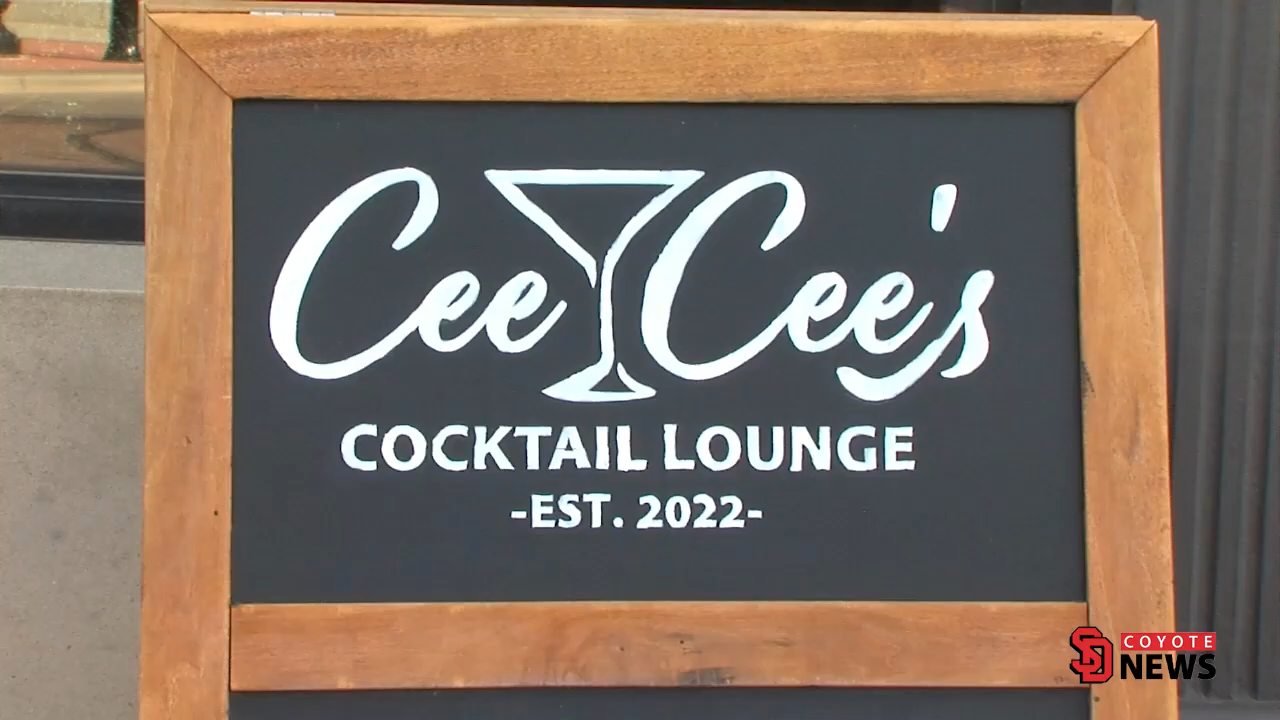 Cee Cee's
COCKTAIL LOUNGE
-EST. 2022-
SD COYOTE
NEWS